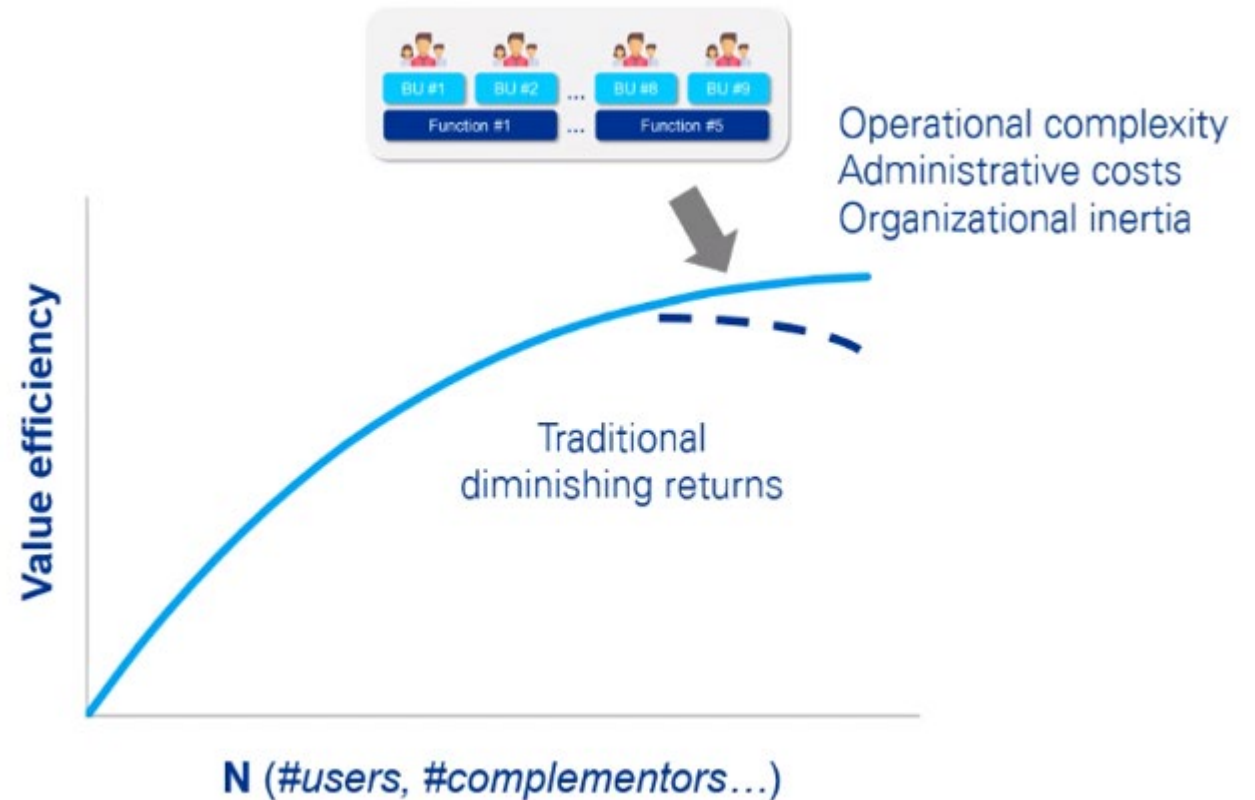 BU #1 BU #2 ... BU #8 BU #9
Function #1 ... Function #5
Operational complexity
Administrative costs
Organizational inertia
Value efficiency
Traditional
diminishing returns
N (#users, #complementors...)